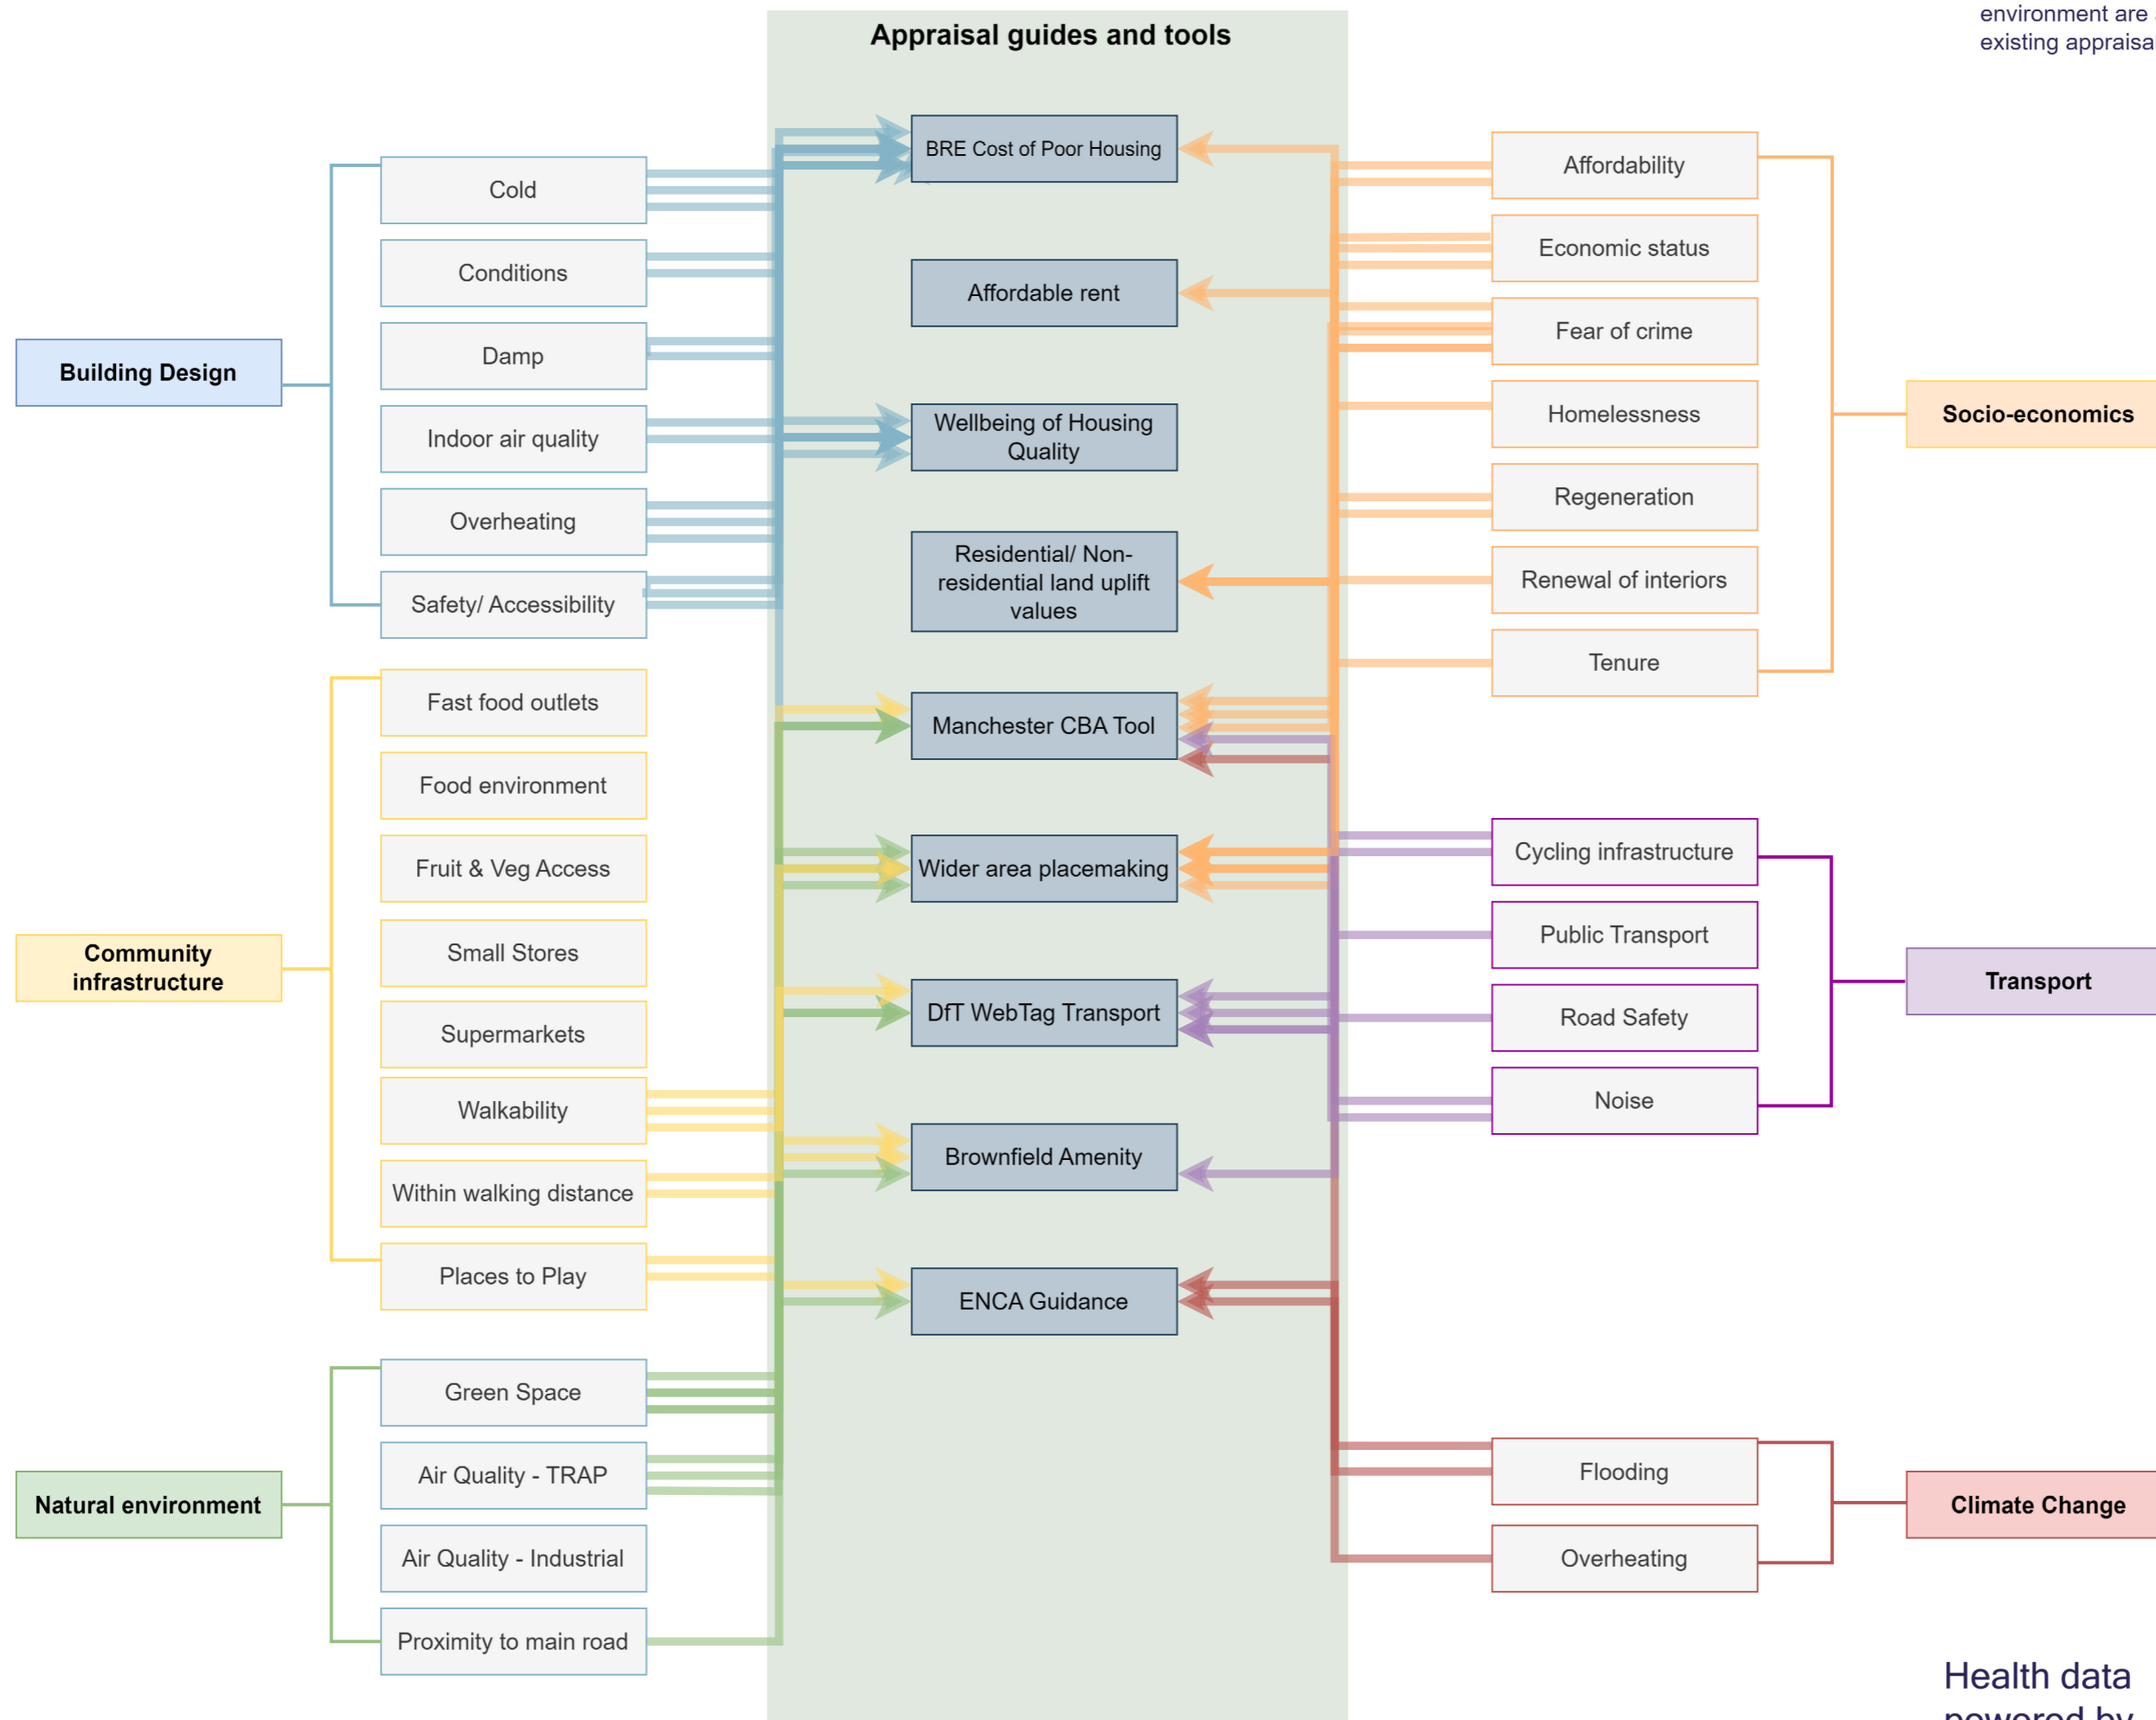 environment are
existing appraisa
Appraisal guides and tools
Building Design
Cold
Conditions
Damp
Indoor air quality
Overheating
Safety/ Accessibility
Community
infrastructure
Fast food outlets
Food environment
Fruit & Veg Access
Small Stores
Supermarkets
Walkability
Within walking distance
Places to Play
Natural environment
Green Space
Air Quality - TRAP
Air Quality - Industrial
Proximity to main road
BRE Cost of Poor Housing
Affordable rent
Wellbeing of Housing
Quality
Residential/ Non-
residential land uplift
values
Manchester CBA Tool
Wider area placemaking
DfT WebTag Transport
Brownfield Amenity
ENCA Guidance
Affordability
Economic status
Fear of crime
Homelessness
Regeneration
Renewal of interiors
Tenure
Socio-economics
Cycling infrastructure
Public Transport
Road Safety
Noise
Transport
Flooding
Overheating
Climate Change
Health data
powered by